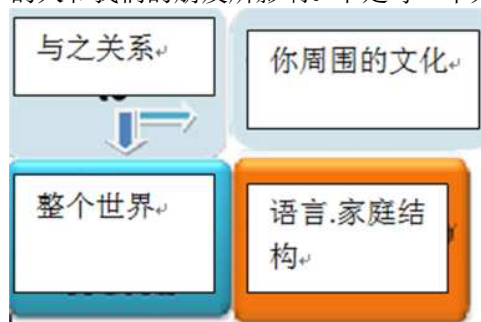 与之关系
你周围的文化
整个世界
语言.家庭结
构